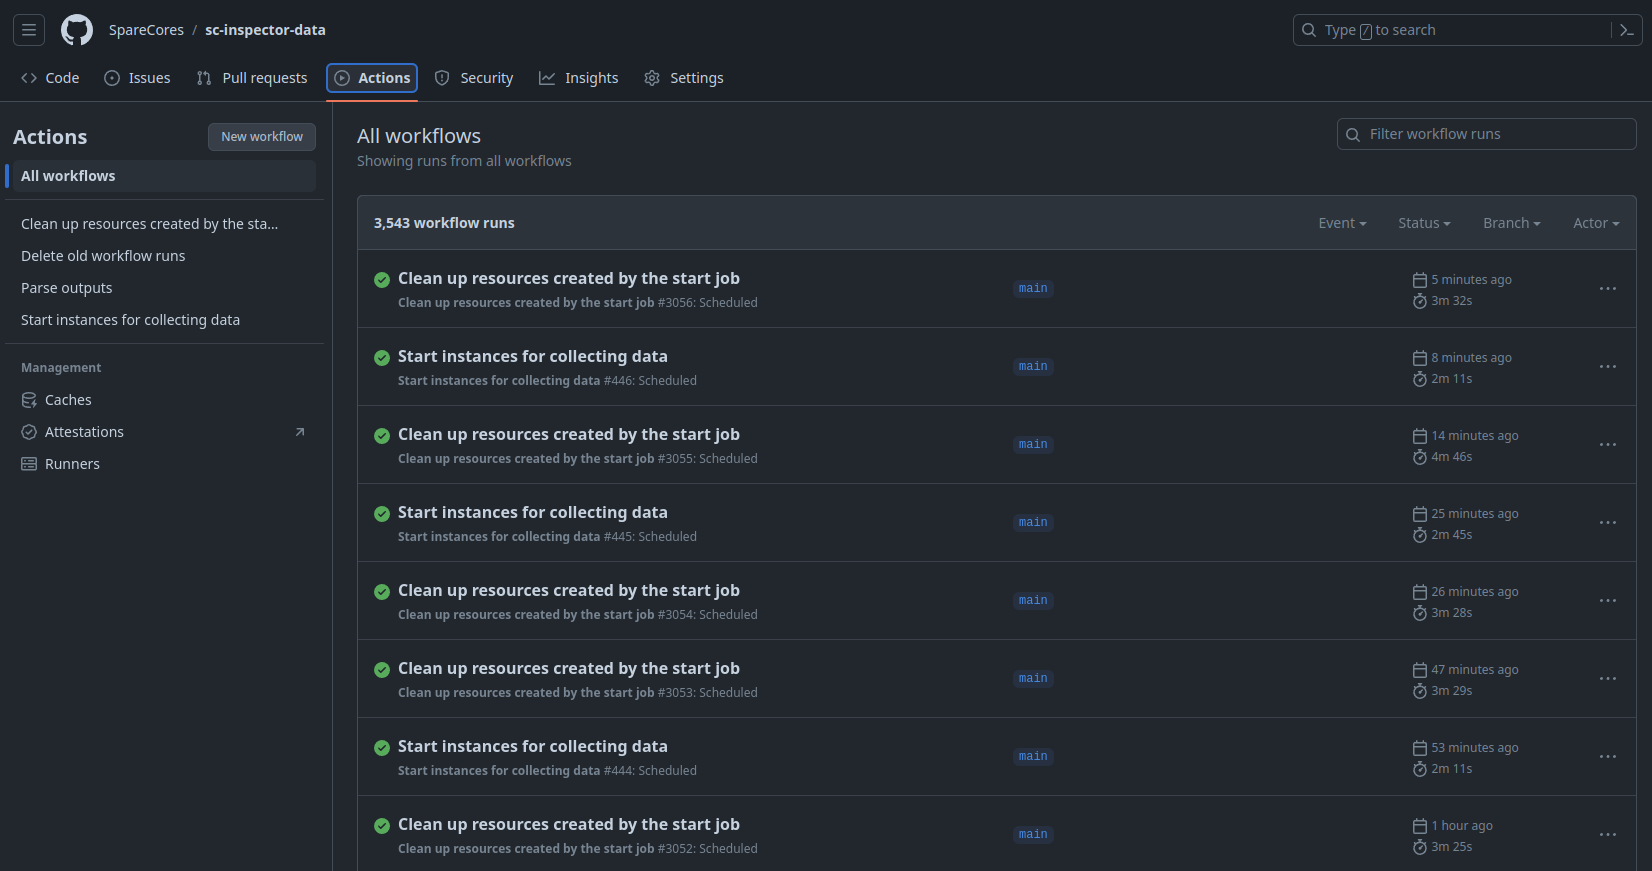 SpareCores / sc-inspector-data
Type / to search
Code Issues Pull requests Actions Security Insights Settings
Actions
New workflow
All workflows
Clean up resources created by the sta...
Delete old workflow runs
Parse outputs
Start instances for collecting data
Management
Caches
Attestations
Runners
All workflows
Showing runs from all workflows
Filter workflow runs
3,543 workflow runs
Event Status Branch Actor
Clean up resources created by the start job
Clean up resources created by the start job #3056: Scheduled
main
5 minutes ago
3m 32s
Start instances for collecting data
Start instances for collecting data #446: Scheduled
main
8 minutes ago
2m 11s
Clean up resources created by the start job
Clean up resources created by the start job #3055: Scheduled
main
14 minutes ago
4m 46s
Start instances for collecting data
Start instances for collecting data #445: Scheduled
main
25 minutes ago
2m 45s
Clean up resources created by the start job
Clean up resources created by the start job #3054: Scheduled
main
26 minutes ago
3m 28s
Clean up resources created by the start job
Clean up resources created by the start job #3053: Scheduled
main
47 minutes ago
3m 29s
Start instances for collecting data
Start instances for collecting data #444: Scheduled
main
53 minutes ago
2m 11s
Clean up resources created by the start job
Clean up resources created by the start job #3052: Scheduled
main
1 hour ago
3m 25s